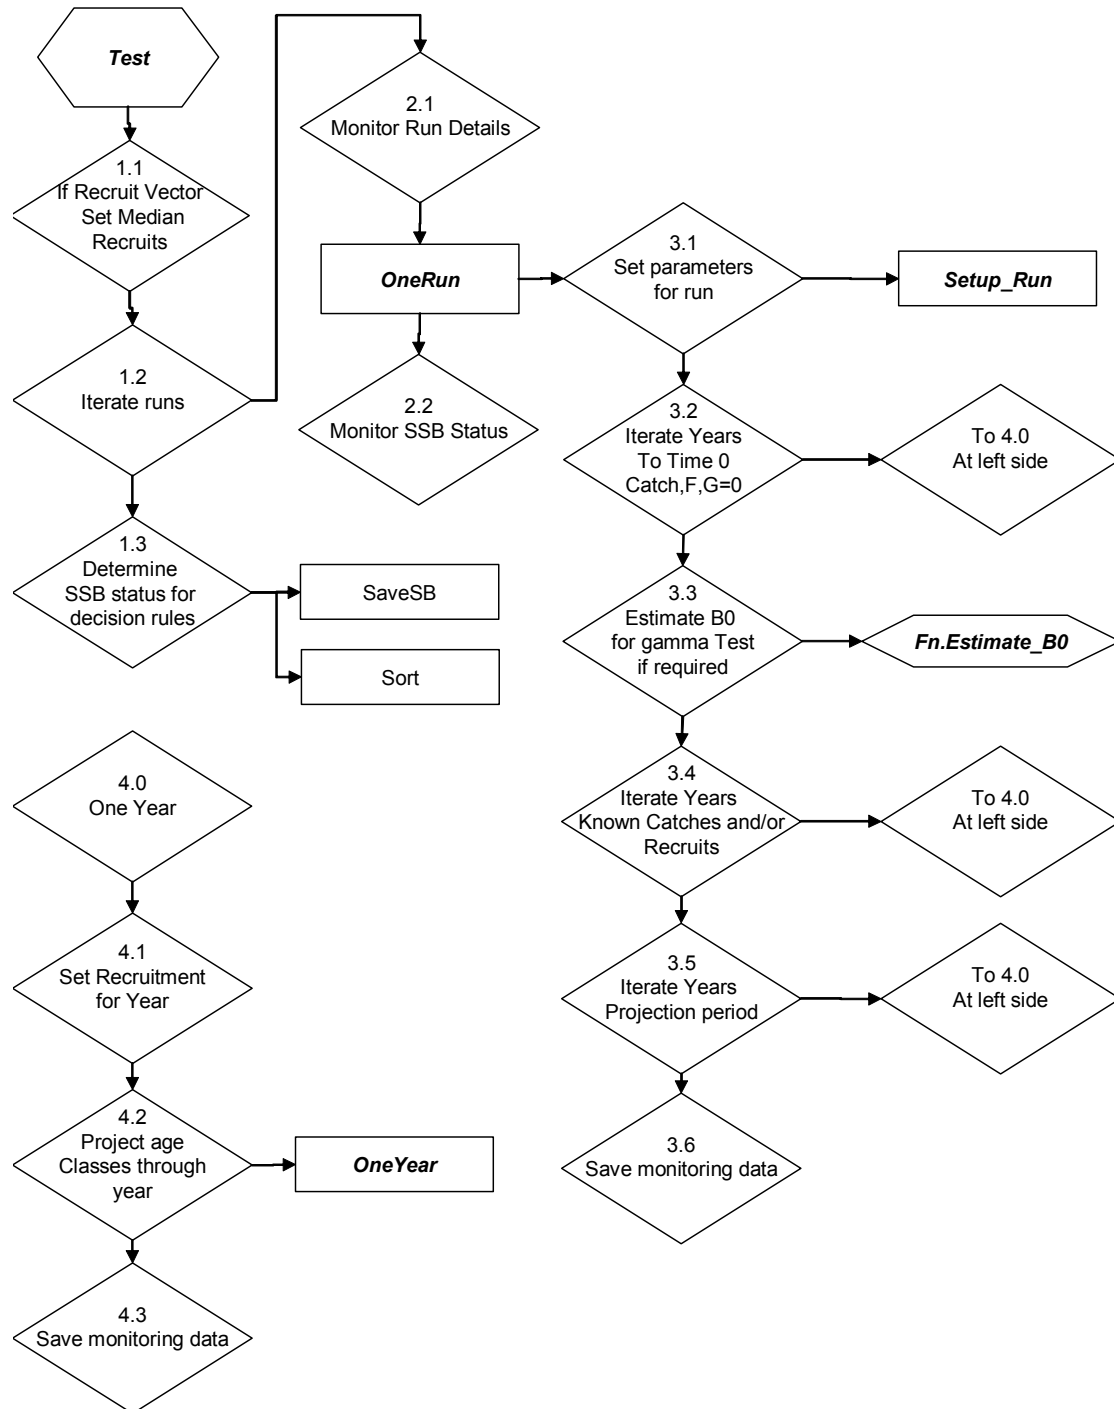 Test
1.1
If Recruit Vector
Set Median
Recruits
1.2
Iterate runs
1.3
Determine
SSB status for
decision rules
SaveSB
Sort
2.1
Monitor Run Details
OneRun
2.2
Monitor SSB Status
3.1
Set parameters
for run
Setup_Run
3.2
Iterate Years
To Time 0
Catch,F,G=0
To 4.0
At left side
3.3
Estimate B0
for gamma Test
if required
Fn.Estimate_B0
3.4
Iterate Years
Known Catches and/or
Recruits
To 4.0
At left side
3.5
Iterate Years
Projection period
To 4.0
At left side
3.6
Save monitoring data
4.0
One Year
4.1
Set Recruitment
for Year
4.2
Project age
Classes through
year
OneYear
4.3
Save monitoring data